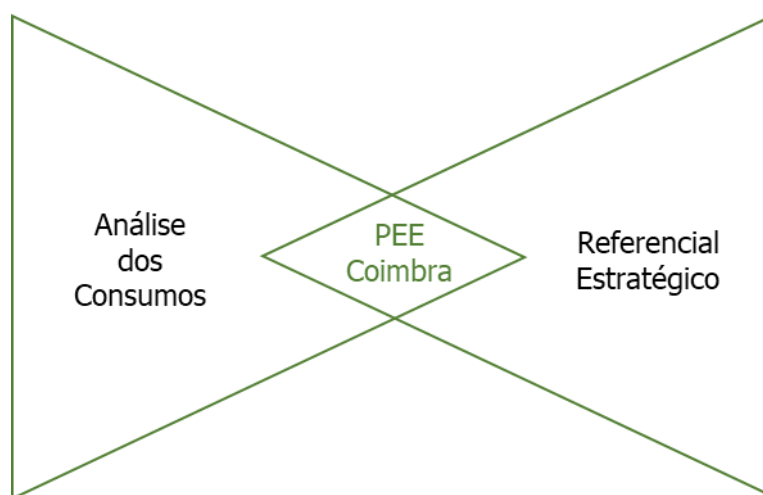 Análise
dos
Consumos
PEE
Coimbra
Referencial
Estratégico